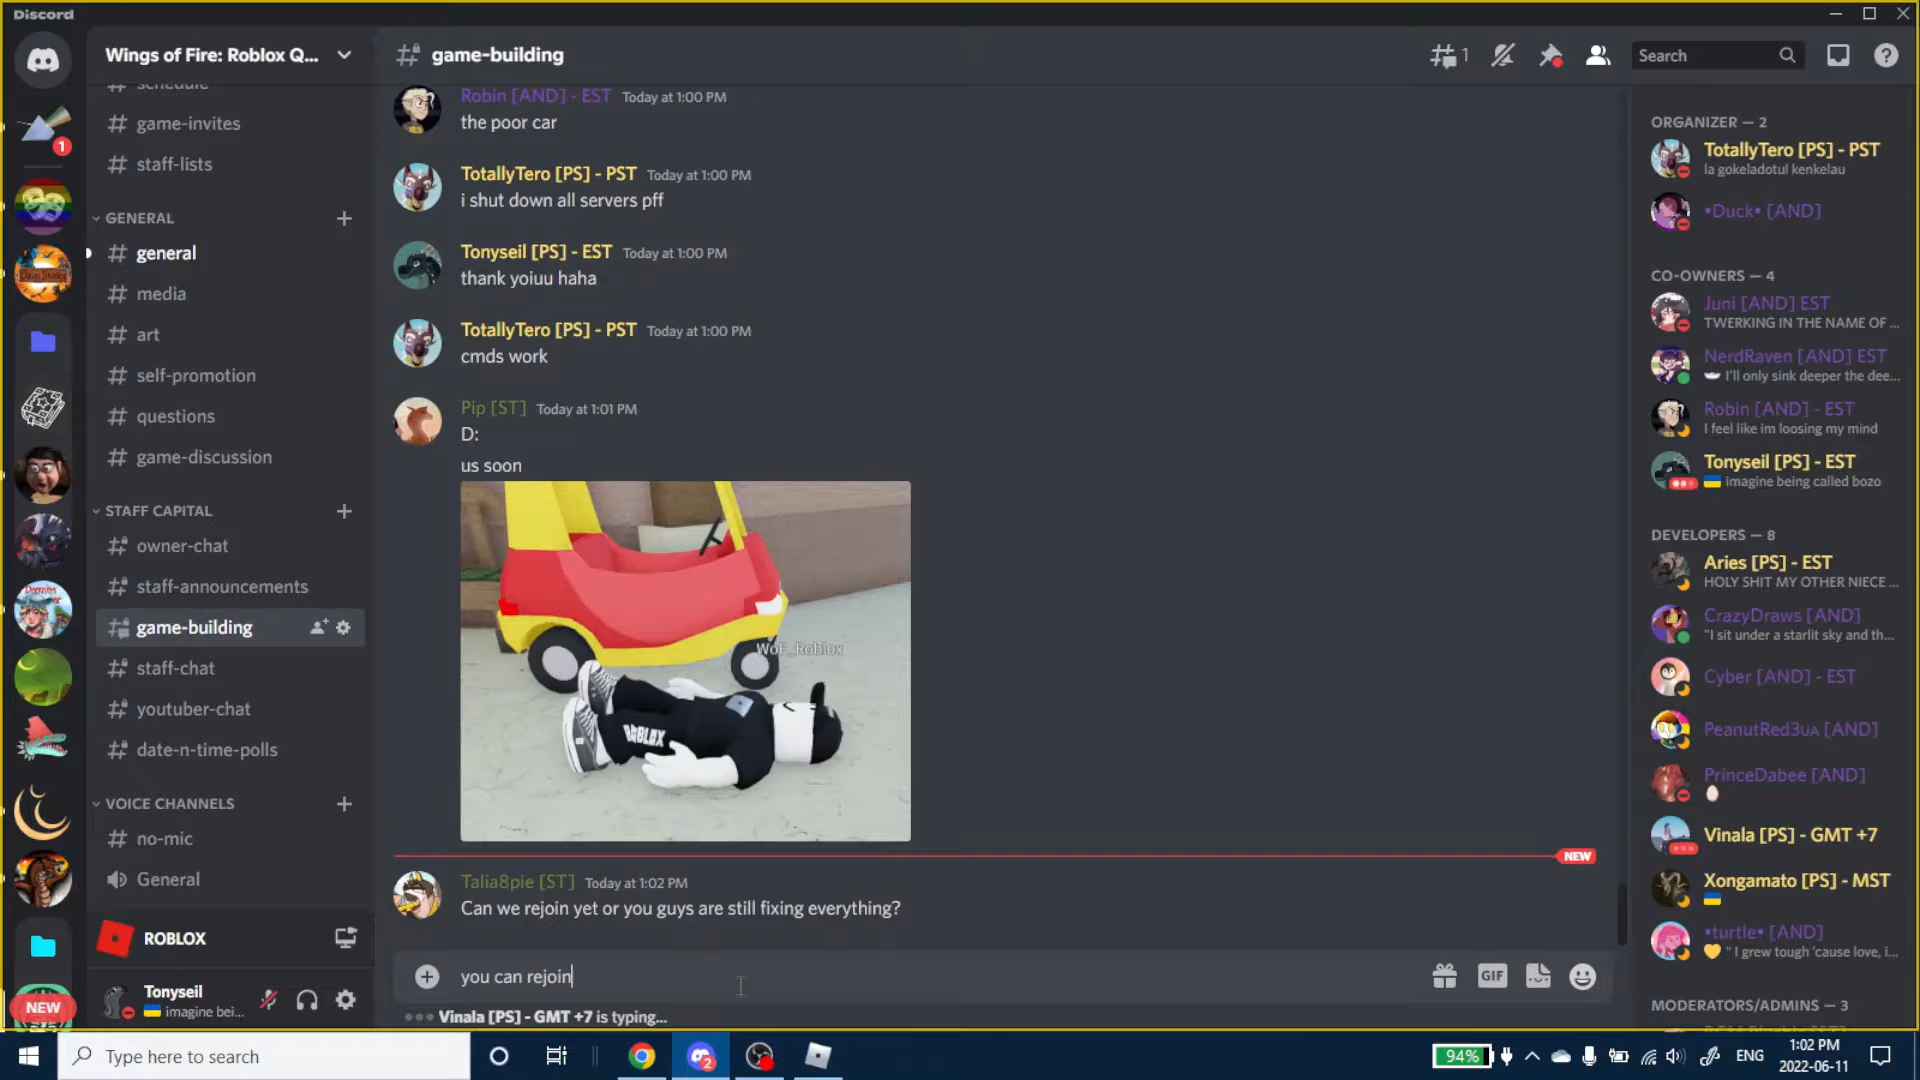 Discord
Wings of Fire: Roblox Q...
game-building
1
Search
1
schedule
game-invites
staff-lists
GENERAL
general
media
art
self-promotion
questions
game-discussion
STAFF CAPITAL
owner-chat
staff-announcements
game-building
staff-chat
youtuber-chat
date-n-time-polls
VOICE CHANNELS
no-mic
General
ROBLOX
Tonyseil
imagine bei...
NEW
Robin [AND] - EST Today at 1:00 PM
the poor car
TotallyTero [PS] - PST Today at 1:00 PM
i shut down all servers pff
Tonyseil [PS] - EST Today at 1:00 PM
thank yoiuu haha
TotallyTero [PS] - PST Today at 1:00 PM
cmds work
Pip [ST] Today at 1:01 PM
D:
us soon
WoF_Roblox
ROBLOX
NEW
Talia8pie [ST] Today at 1:02 PM
Can we rejoin yet or you guys are still fixing everything?
you can rejoin
GIF
Vinala [PS] - GMT +7 is typing...
ORGANIZER — 2
TotallyTero [PS] - PST
la gokeladotul kenkelau
•Duck• [AND]
CO-OWNERS — 4
Juni [AND] EST
TWERKING IN THE NAME OF ...
NerdRaven [AND] EST
I'll only sink deeper the dee...
Robin [AND] - EST
I feel like im loosing my mind
Tonyseil [PS] - EST
imagine being called bozo
DEVELOPERS — 8
Aries [PS] - EST
HOLY SHIT MY OTHER NIECE ...
CrazyDraws [AND]
"I sit under a starlit sky and th...
Cyber [AND] - EST
PeanutRed3UA [AND]
PrinceDabee [AND]
Vinala [PS] - GMT +7
Xongamato [PS] - MST
•turtle• [AND]
" I grew tough 'cause love, i...
MODERATORS/ADMINS — 3
Type here to search
2
94%
ENG
1:02 PM
2022-06-11